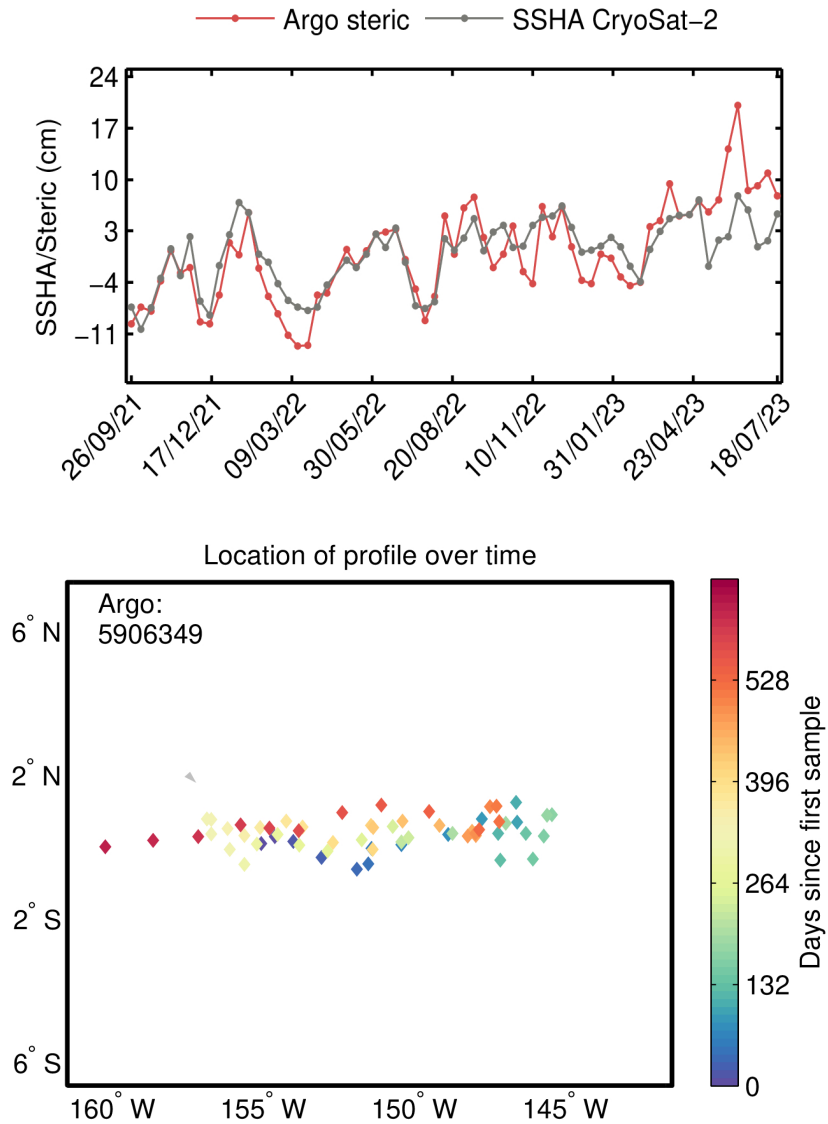 Argo steric SSHA CryoSat−2
24
17
10
3
−4
−11
SSHA/Steric (cm)
26/09/21 17/12/21 09/03/22 30/05/22 20/08/22 10/11/22 31/01/23 23/04/23 18/07/23
Location of profile over time
Argo:
5906349
6° N
2° N
2° S
6° S
160° W 155° W 150° W 145° W
528
396
264
132
0
Days since first sample